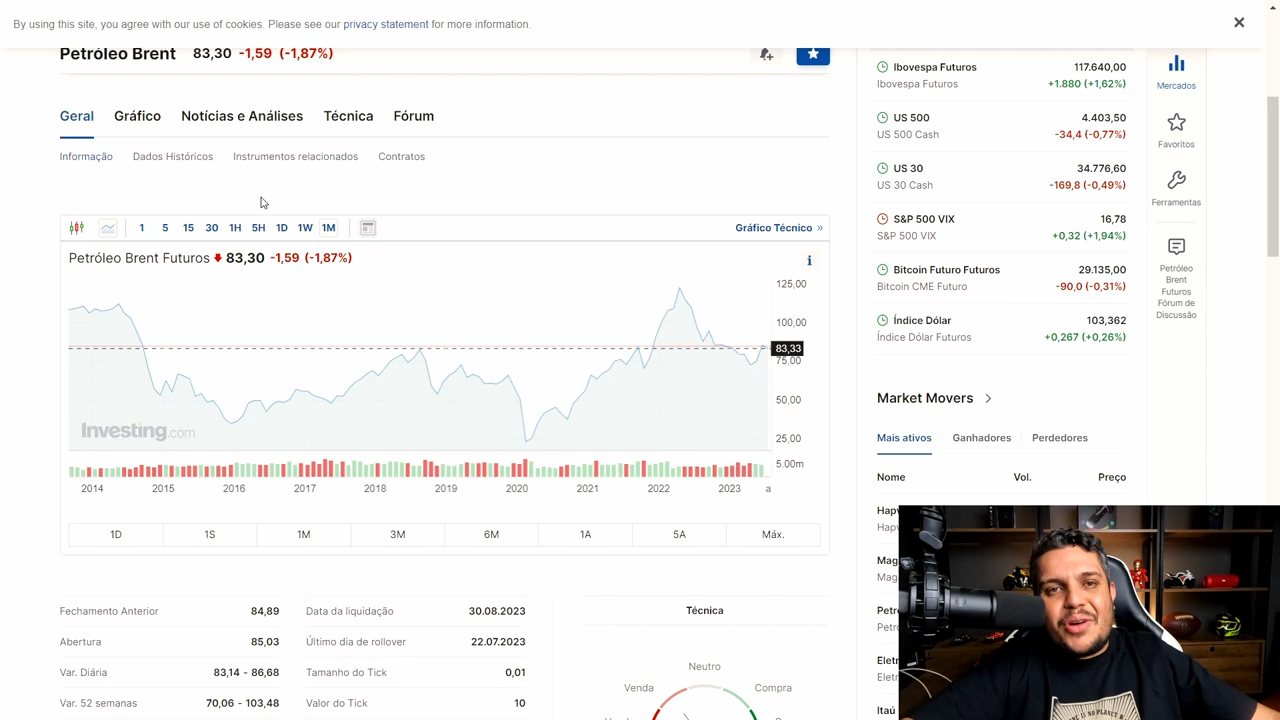 By using this site, you agree with our use of cookies. Please see our privacy statement for more information.
Petróleo Brent 83,30 -1,59 (-1,87%)
Geral Gráfico Notícias e Análises Técnica Fórum
Informação Dados Históricos Instrumentos relacionados Contratos
1 5 15 30 1H 5H 1D 1W 1M
Gráfico Técnico »
Petróleo Brent Futuros 83,30 -1,59 (-1,87%)
125,00
100,00
83,33
75,00
50,00
25,00
5.00m
Investing.com
2014 2015 2016 2017 2018 2019 2020 2021 2022 2023 a
1D 1S 1M 3M 6M 1A 5A Máx.
Fechamento Anterior 84,89
Data da liquidação 30.08.2023
Abertura 85,03
Último dia de rollover 22.07.2023
Var. Diária 83,14 - 86,68
Tamanho do Tick 0,01
Var. 52 semanas 70,06 - 103,48
Valor do Tick 10
Técnica
Neutro
Venda Compra
Ibovespa Futuros 117.640,00
Ibovespa Futuros +1.880 (+1,62%)
US 500 4.403,50
US 500 Cash -34,4 (-0,77%)
US 30 34.776,60
US 30 Cash -169,8 (-0,49%)
S&P 500 VIX 16,78
S&P 500 VIX +0,32 (+1,94%)
Bitcoin Futuro Futuros 29.135,00
Bitcoin CME Futuro -90,0 (-0,31%)
Índice Dólar 103,362
Índice Dólar Futuros +0,267 (+0,26%)
Market Movers
Mais ativos Ganhadores Perdedores
Nome Vol. Preço
Hapv
Hapv
Mag
Mag
Petr
Petr
Elet
Elet
Itaú
Mercados
Favoritos
Ferramentas
Petróleo
Brent
Futuros
Fórum de
Discussão